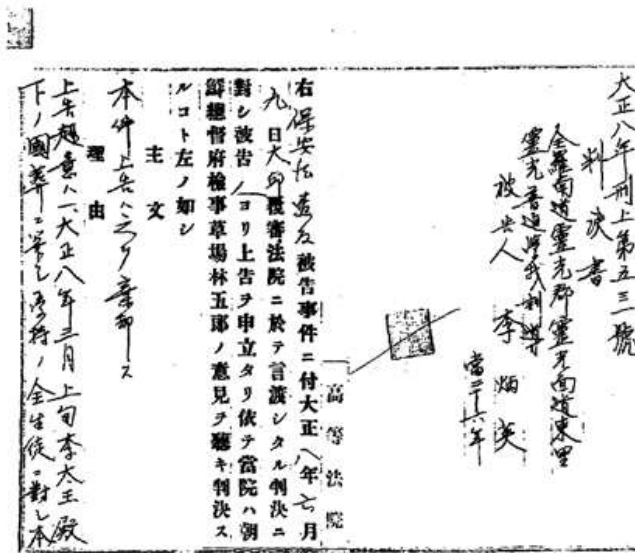 大正八年刑上第五三一號
判決書
全羅南道靈光郡靈光面道東里
靈光普通學校訓導
被告人 李炳英
當二十六年
高等法院
右保安法違反被告事件ニ付大正八年七月
九日大邱覆審法院ニ於テ言渡シタル判決ニ
對シ被告ノヨリ上告ヲ申立タリ依テ當院ハ朝
鮮總督府檢事草場林五郎ノ意見ヲ聽キ判決ス
ルコト左ノ如シ
主文
本件上告ハ之ヲ棄却ス
理由
上告趣意ハ一、大正八年三月上旬李太王殿
下ノ國葬ニ ノ全生徒ニ對シ本